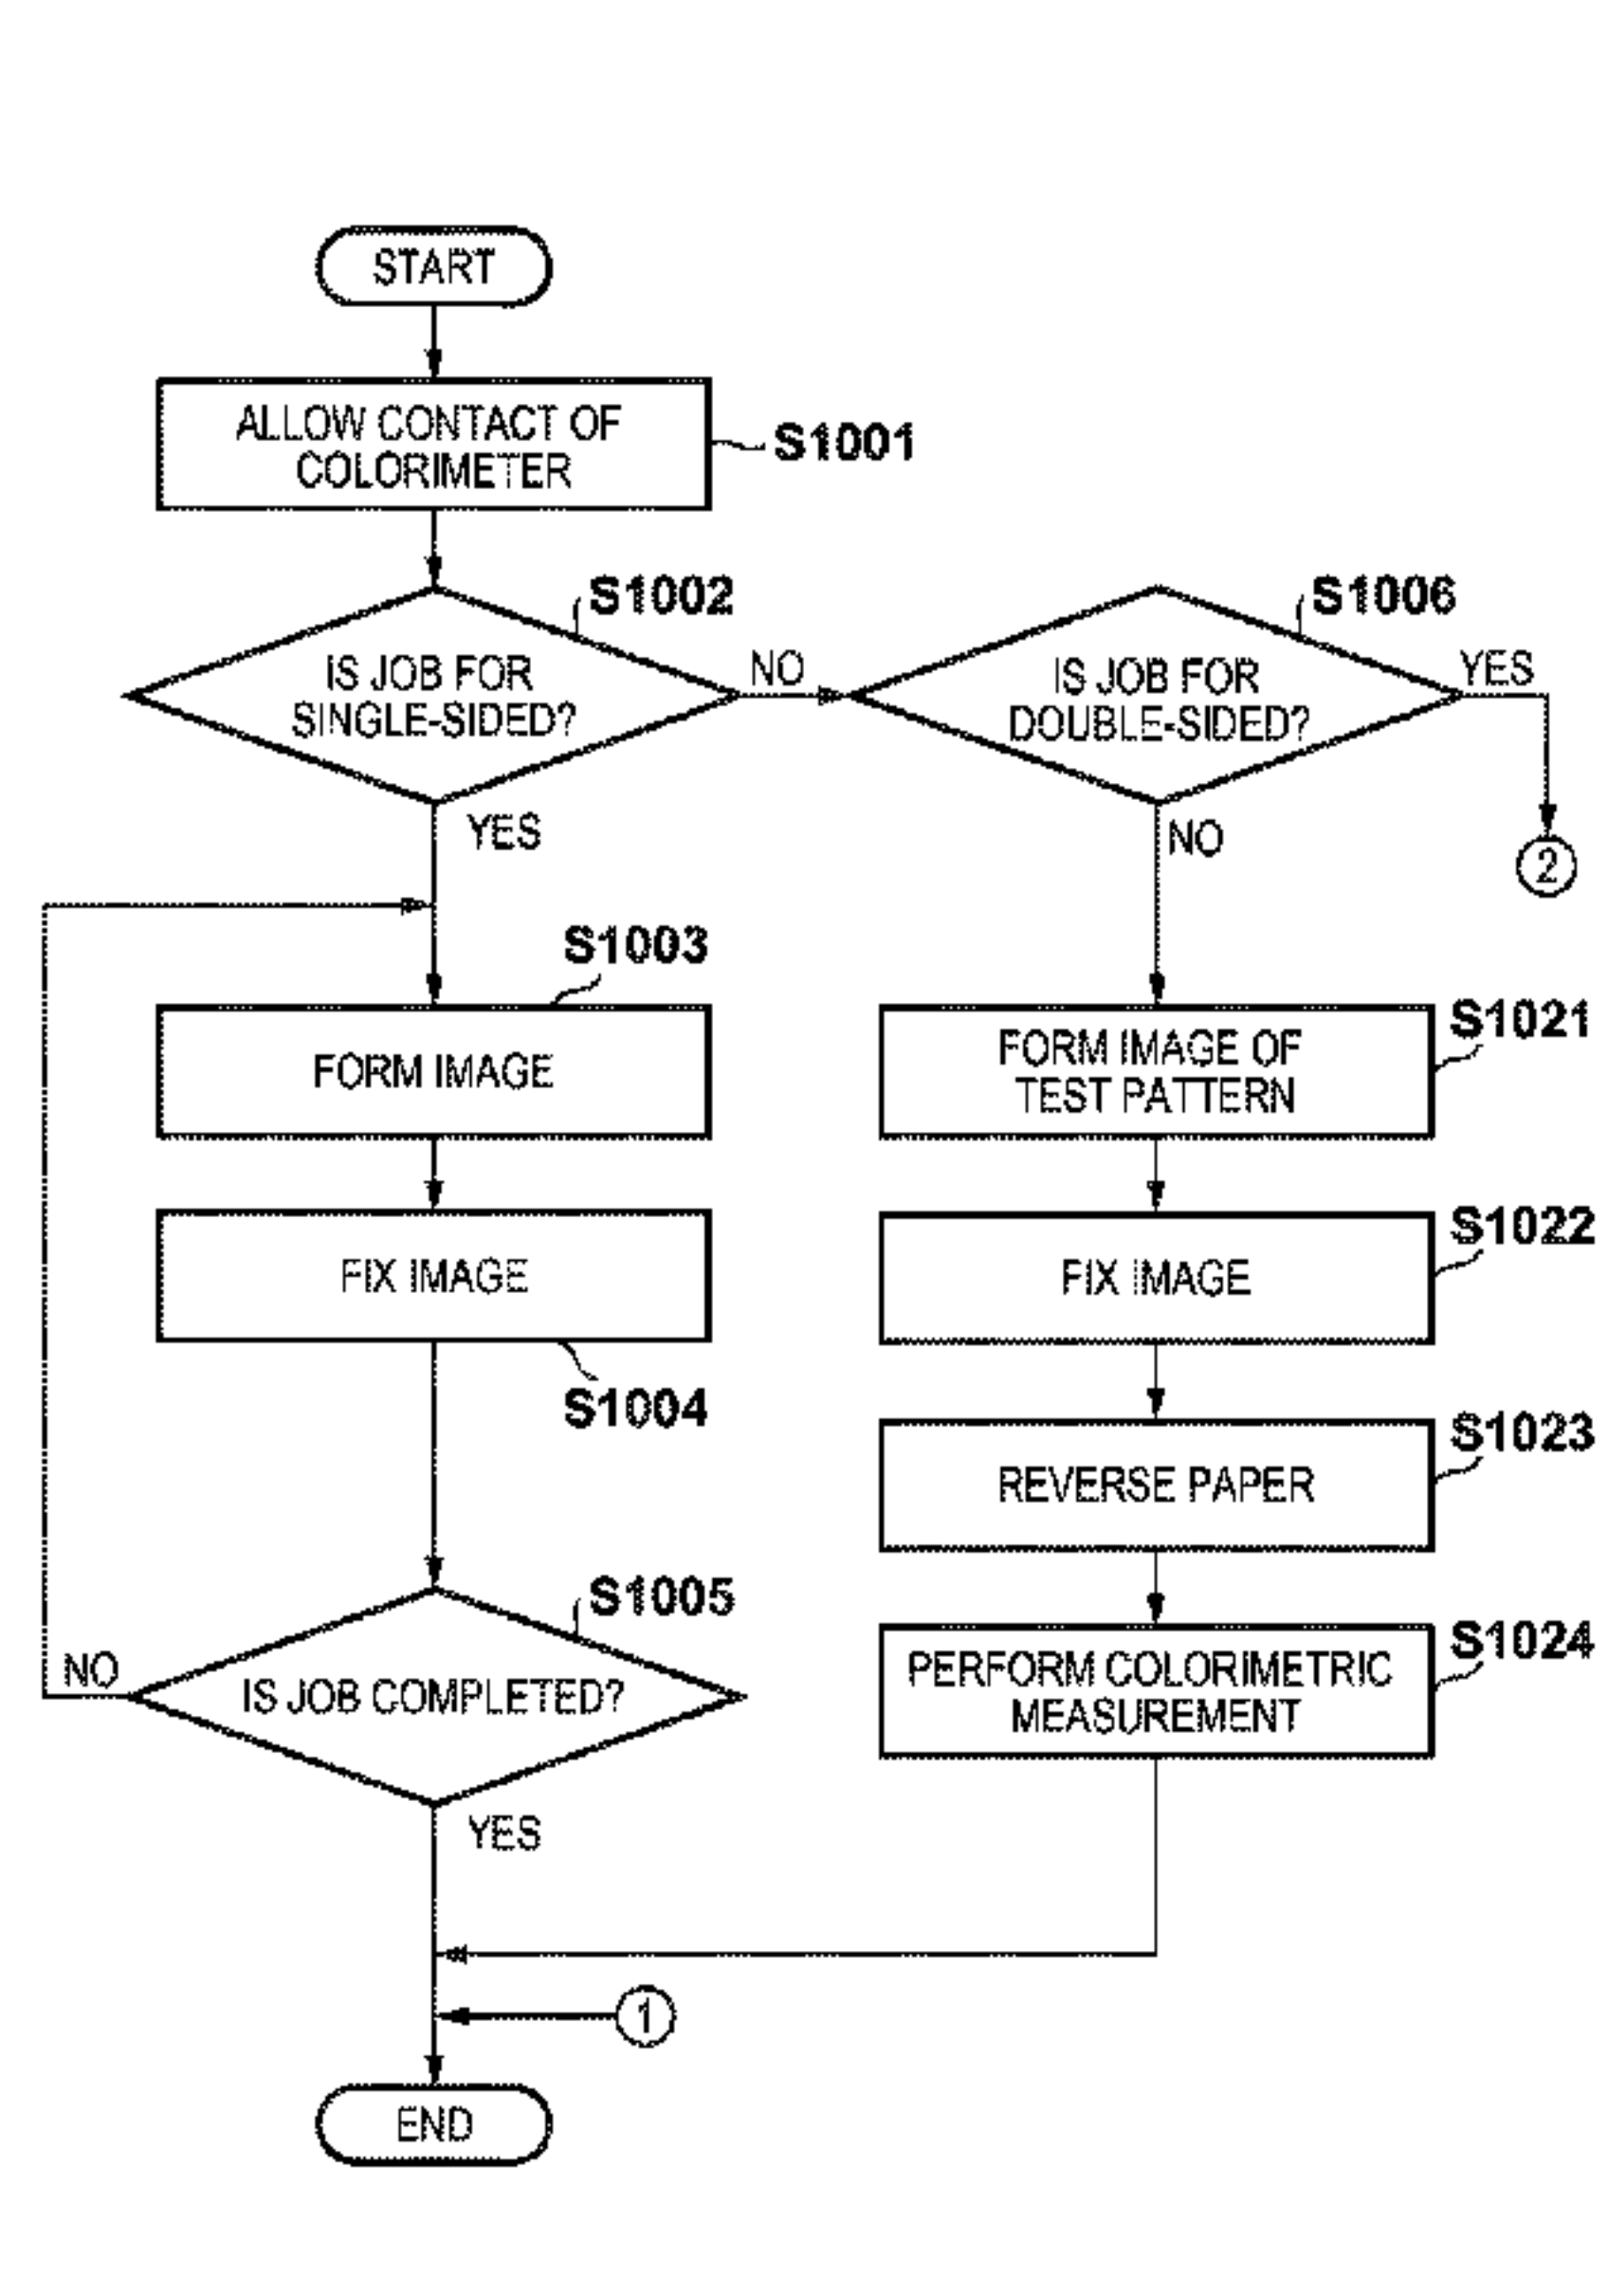 START
ALLOW CONTACT OF
COLORIMETER
S1001
S1002
IS JOB FOR
SINGLE-SIDED?
NO
YES
S1006
IS JOB FOR
DOUBLE-SIDED?
YES
2
NO
S1003
FORM IMAGE
FIX IMAGE
S1004
S1005
IS JOB COMPLETED?
NO
YES
S1021
FORM IMAGE OF
TEST PATTERN
S1022
FIX IMAGE
S1023
REVERSE PAPER
S1024
PERFORM COLORIMETRIC
MEASUREMENT
1
END